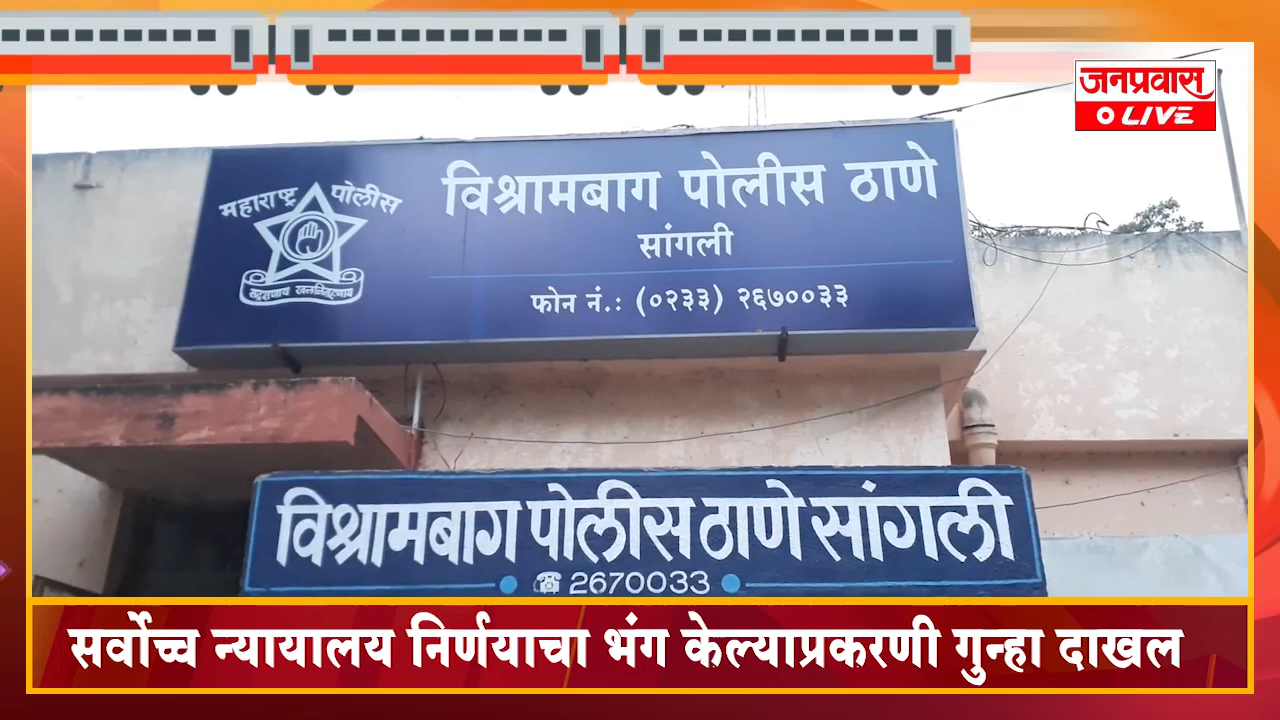 जनप्रवास
LIVE
महाराष्ट्र पोलीस
विश्रामबाग पोलीस ठाणे
सांगली
फोन नं.: (०२३३) २६७००३३
विश्रामबाग पोलीस ठाणे सांगली
☎ 2670033
सर्वोच्च न्यायालय निर्णयाचा भंग केल्याप्रकरणी गुन्हा दाखल